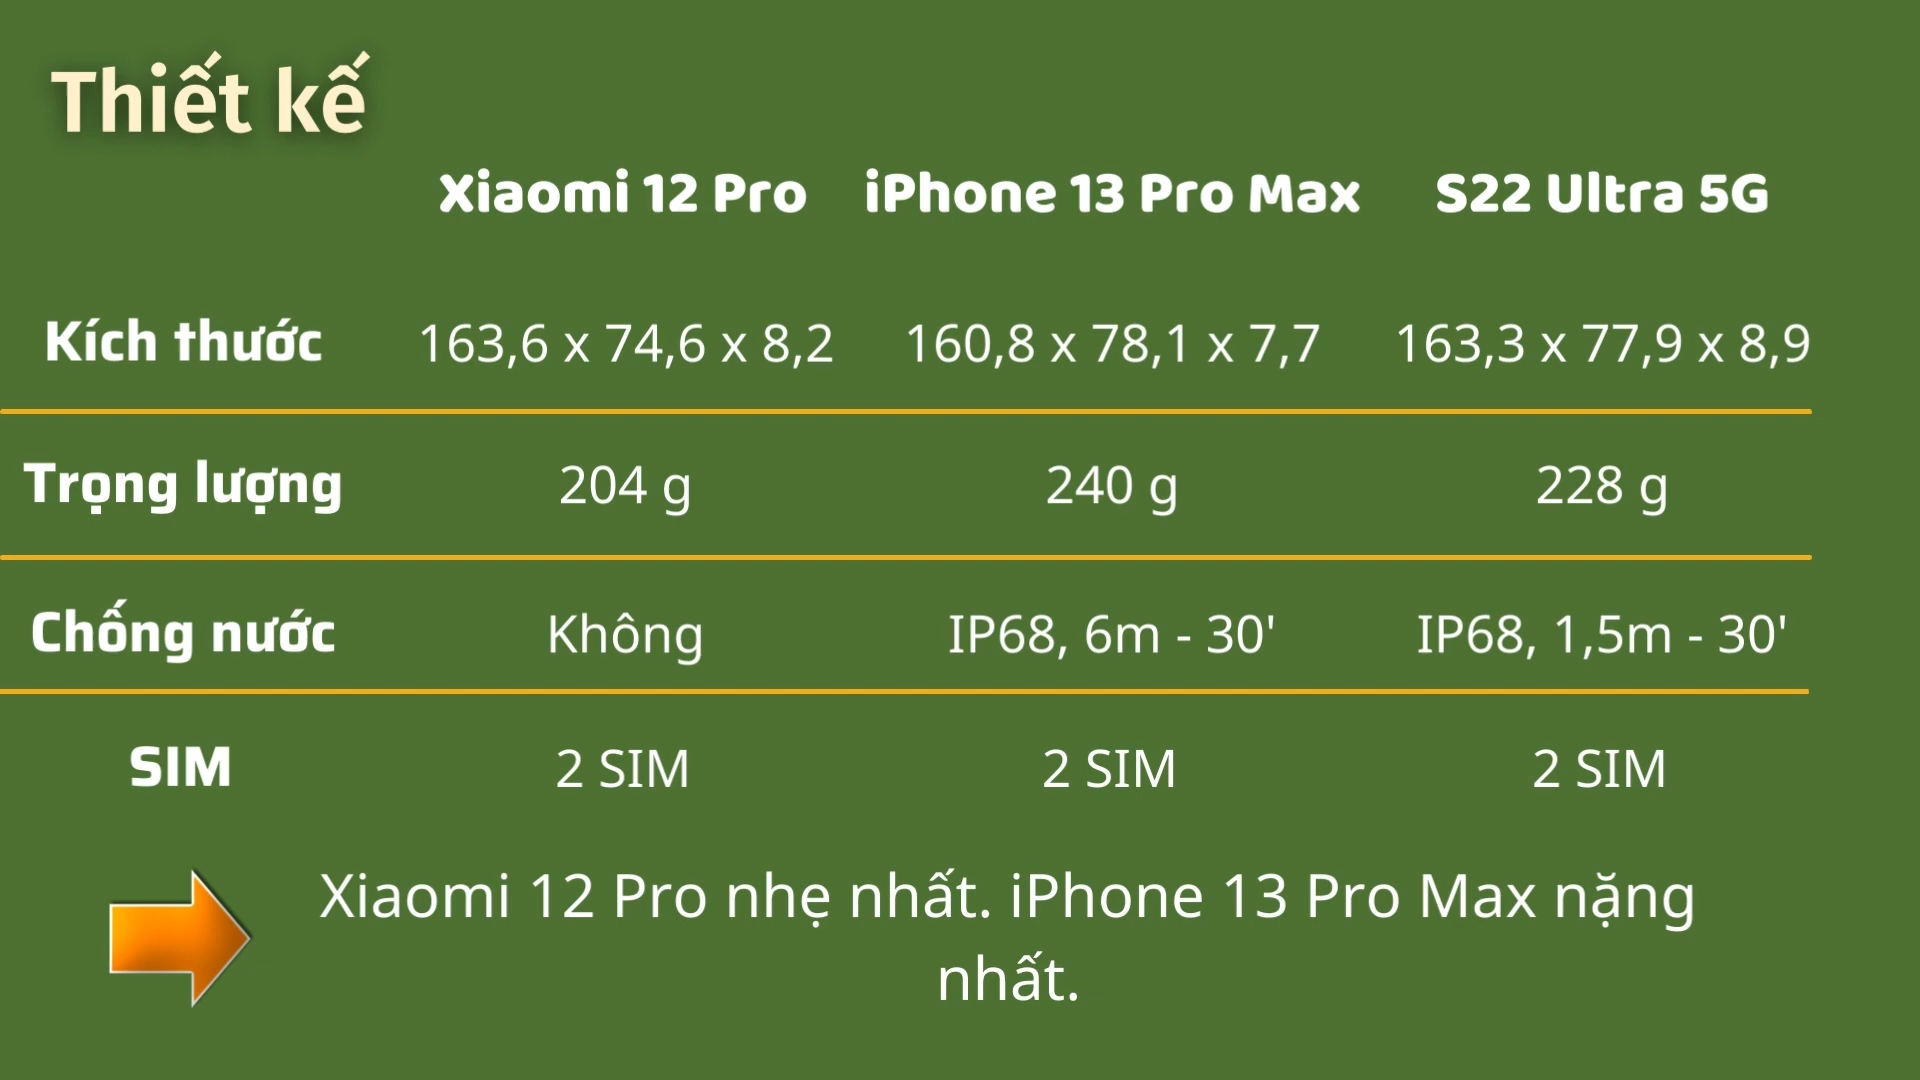 Thiết kế
Xiaomi 12 Pro iPhone 13 Pro Max S22 Ultra 5G
Kích thước 163,6 x 74,6 x 8,2 160,8 x 78,1 x 7,7 163,3 x 77,9 x 8,9
Trọng lượng 204 g 240 g 228 g
Chống nước Không IP68, 6m - 30' IP68, 1,5m - 30'
SIM 2 SIM 2 SIM 2 SIM
Xiaomi 12 Pro nhẹ nhất. iPhone 13 Pro Max nặng
nhất.